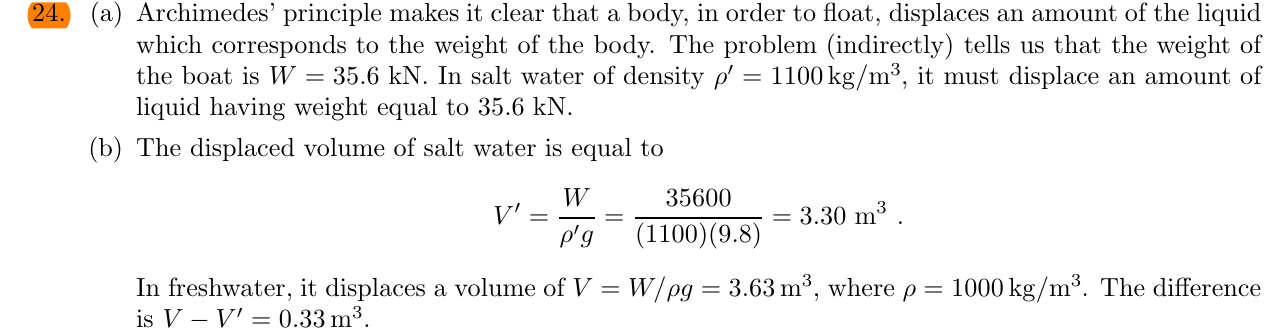 24. (a) Archimedes' principle makes it clear that a body, in order to float, displaces an amount of the liquid
which corresponds to the weight of the body. The problem (indirectly) tells us that the weight of
the boat is W = 35.6 kN. In salt water of density ρ′ = 1100 kg/m³, it must displace an amount of
liquid having weight equal to 35.6 kN.
(b) The displaced volume of salt water is equal to
V′ = W/ρ′g = 35600/(1100)(9.8) = 3.30 m³ .
In freshwater, it displaces a volume of V = W/ρg = 3.63 m³, where ρ = 1000 kg/m³. The difference
is V − V′ = 0.33 m³.